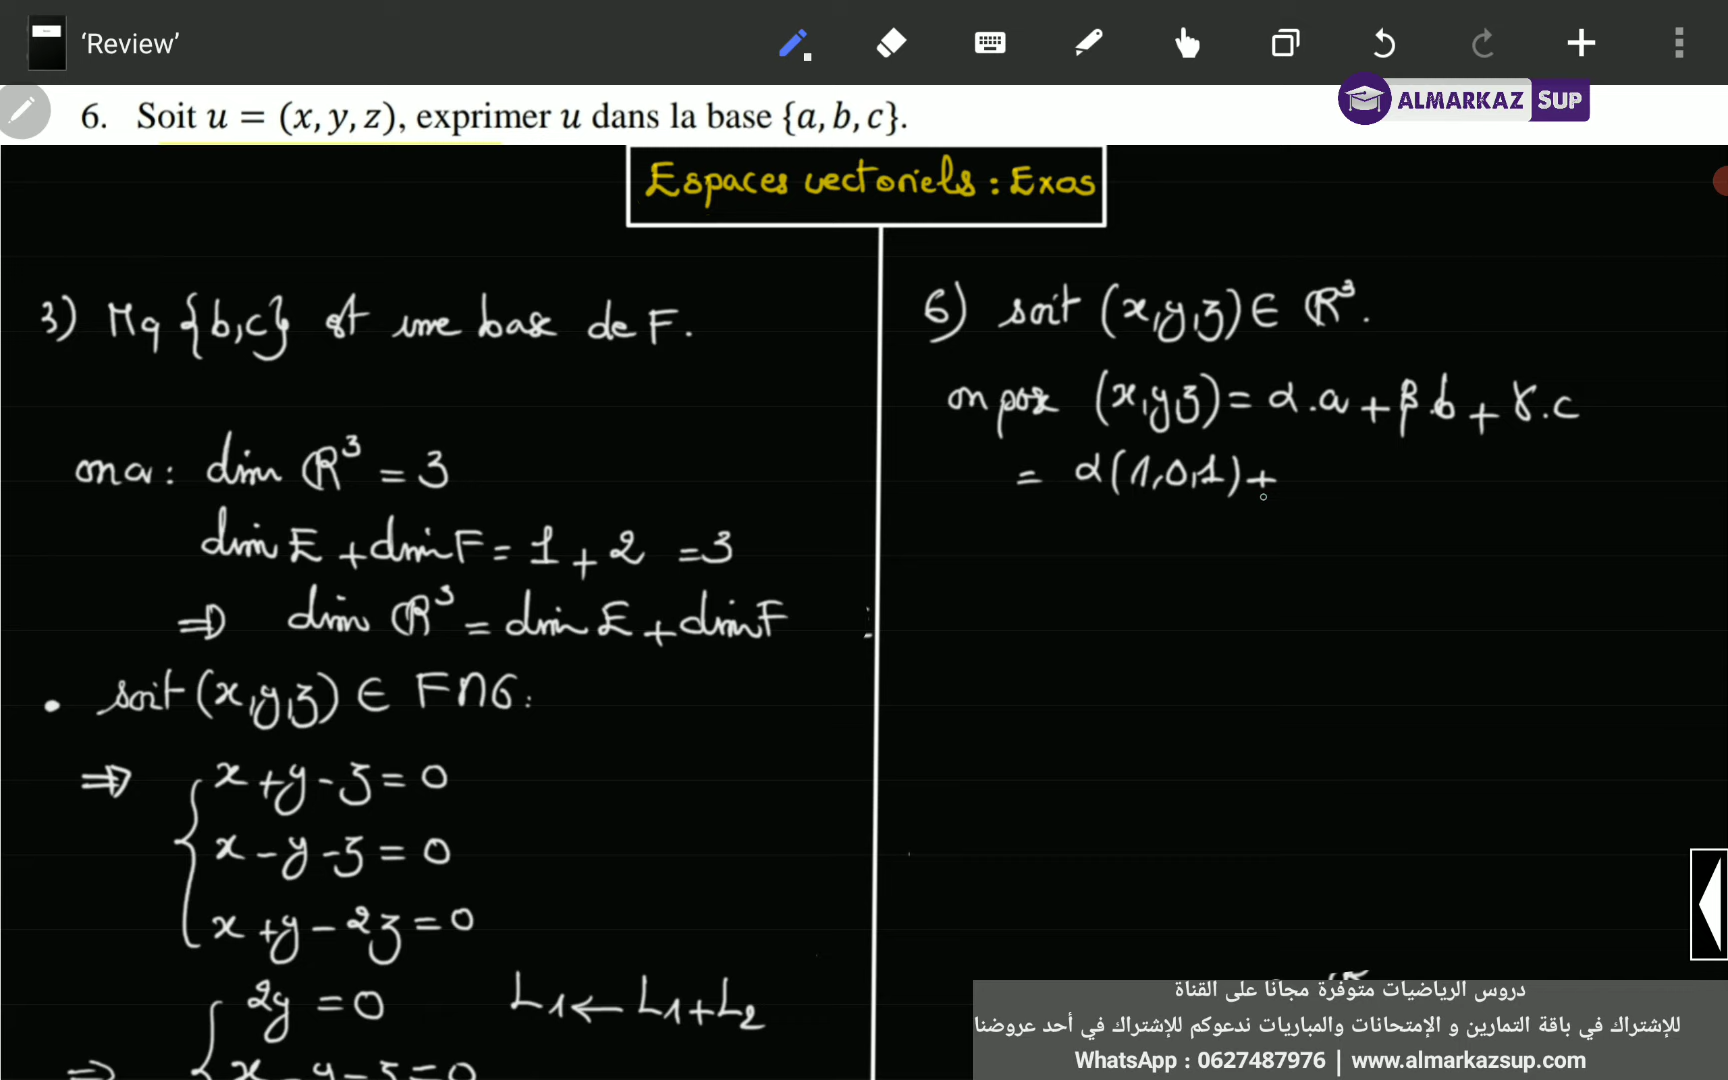 ‘Review’
ALMARKAZ SUP
6. Soit u = (x, y, z), exprimer u dans la base {a, b, c}.
Espaces vectoriels : Exos
3) Mq {b,c} est une base de F.
on a : dim ℝ³ = 3
dim E + dim F = 1 + 2 = 3
⇒ dim ℝ³ = dim E + dim F
• soit (x,y,z) ∈ F∩G :
⇒ { x + y - z = 0
x - y - z = 0
x + y - 2z = 0
2y = 0 L₁ ← L₁ + L₂
⇒ { x - y - z = 0
6) soit (x,y,z) ∈ ℝ³.
on pose (x,y,z) = α.a + β.b + γ.c
= α(1,0,1) +
دروس الرياضيات متوفرة مجانا على القناة
للإشتراك في باقة التمارين و الإمتحانات والمباريات ندعوكم للإشتراك في أحد عروضنا
WhatsApp : 0627487976 | www.almarkazsup.com